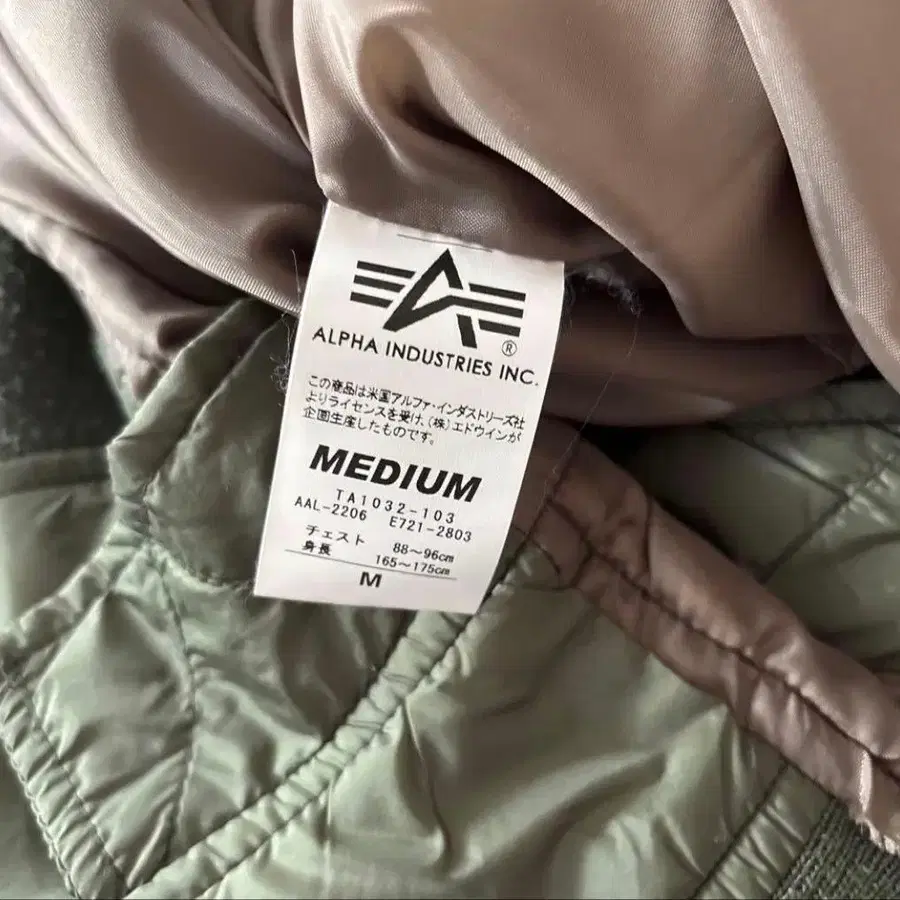 ®
ALPHA INDUSTRIES INC.
この商品は米国アルファ・インダストリーズ社
よりライセンスを受け、(株)エドウインが
企画生産したものです。
MEDIUM
TA1032-103
AAL-2206 E721-2803
チェスト 88～96cm
身長 165～175cm
M